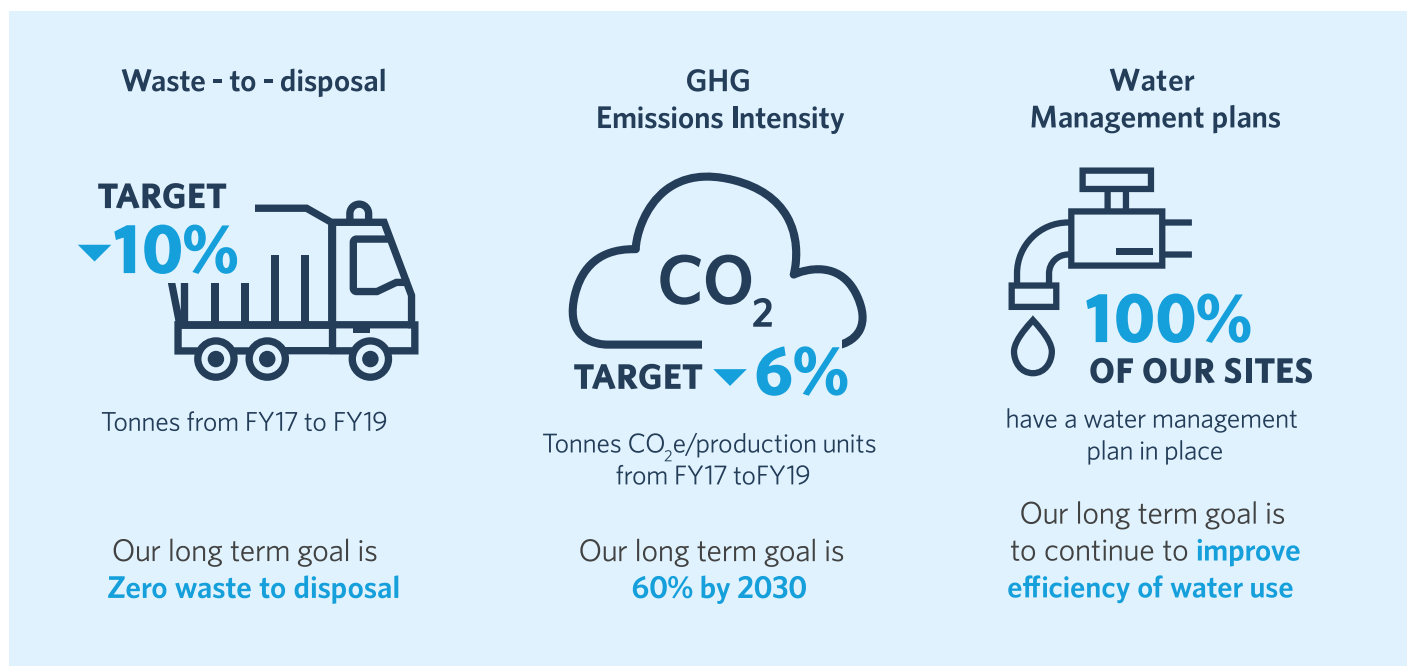 Waste - to - disposal
TARGET
10%
Tonnes from FY17 to FY19
Our long term goal is
Zero waste to disposal
GHG
Emissions Intensity
CO₂
TARGET 6%
Tonnes CO₂e/production units
from FY17 toFY19
Our long term goal is
60% by 2030
Water
Management plans
100%
OF OUR SITES
have a water management
plan in place
Our long term goal is
to continue to improve
efficiency of water use